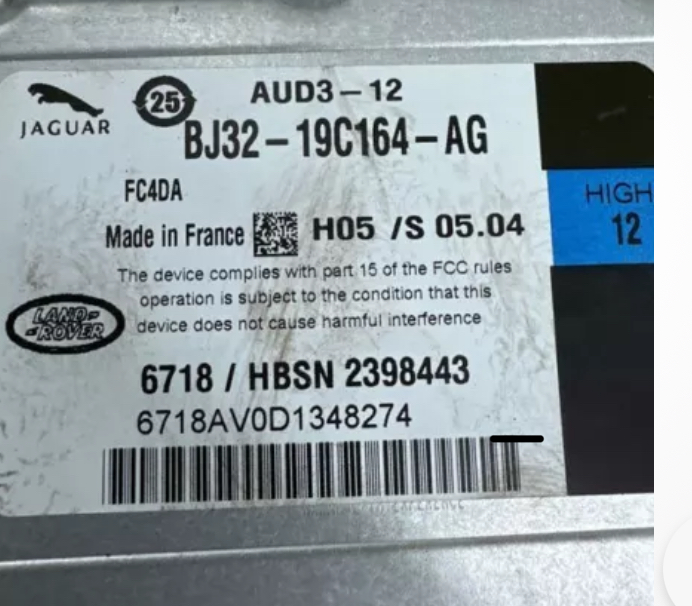 JAGUAR
25
AUD3-12
BJ32-19C164-AG
FC4DA
Made in France
H05 /S 05.04
HIGH
12
The device complies with part 15 of the FCC rules
operation is subject to the condition that this
device does not cause harmful interference
LAND-
-ROVER
6718 / HBSN 2398443
6718AV0D1348274